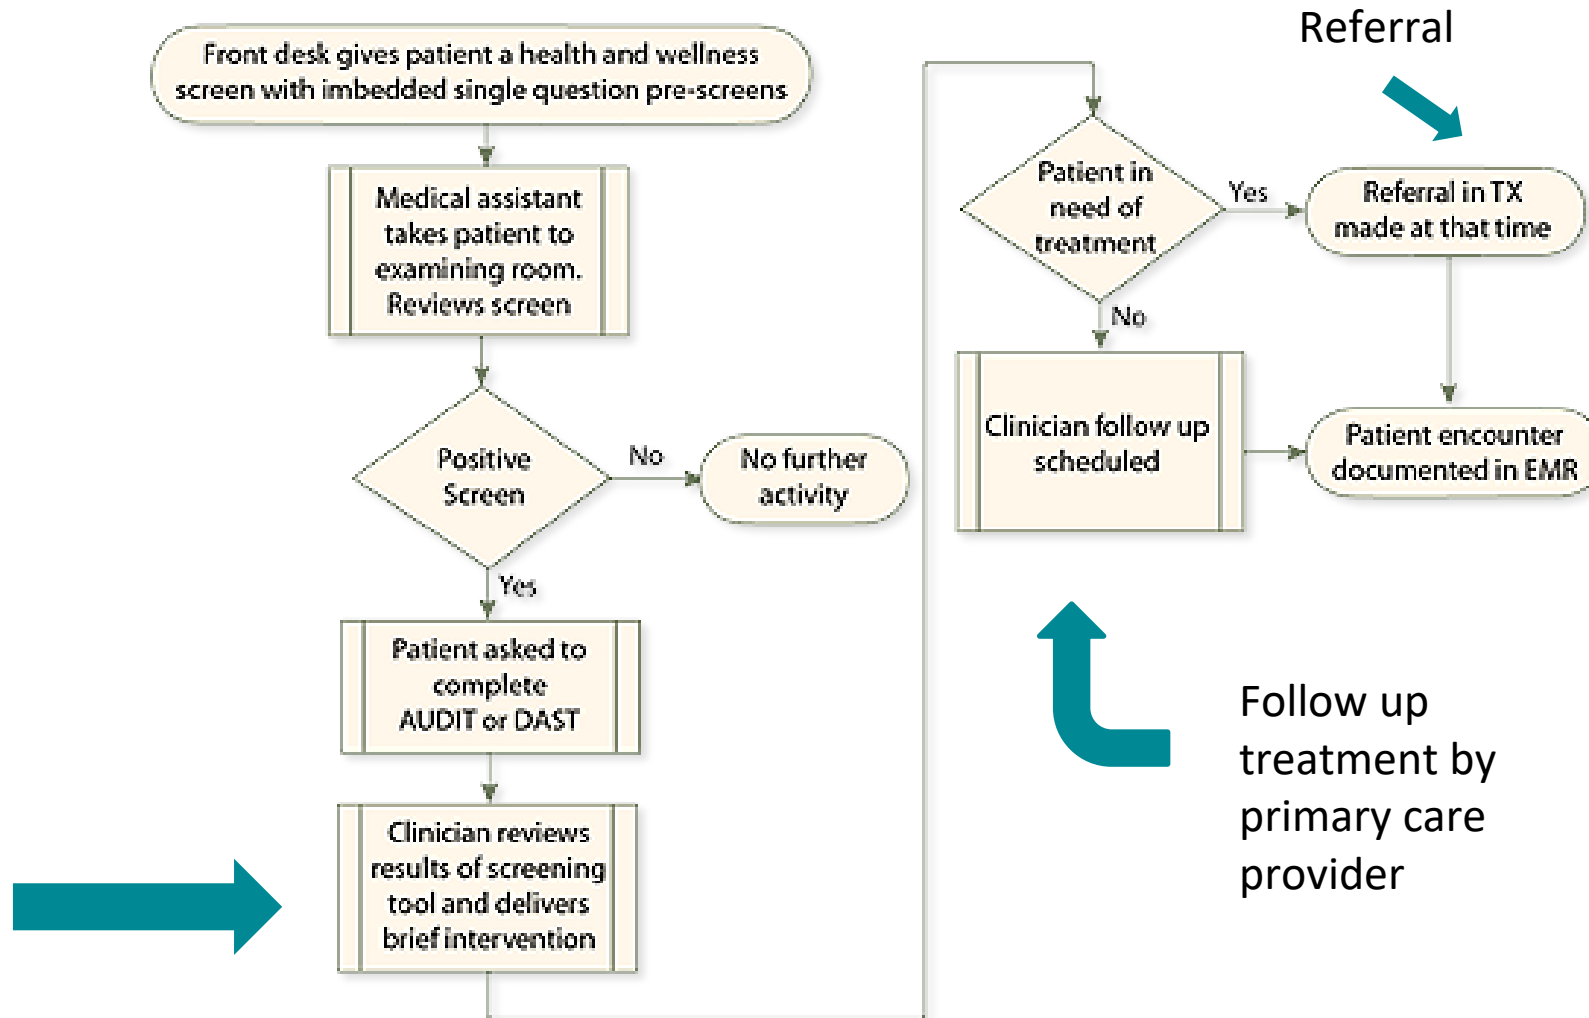 Front desk gives patient a health and wellness
screen with imbedded single question pre-screens
Medical assistant
takes patient to
examining room.
Reviews screen
Positive
Screen
No
No further
activity
Yes
Patient asked to
complete
AUDIT or DAST
Clinician reviews
results of screening
tool and delivers
brief intervention
Referral
Patient in
need of
treatment
Yes
Referral in TX
made at that time
No
Clinician follow up
scheduled
Patient encounter
documented in EMR
Follow up
treatment by
primary care
provider